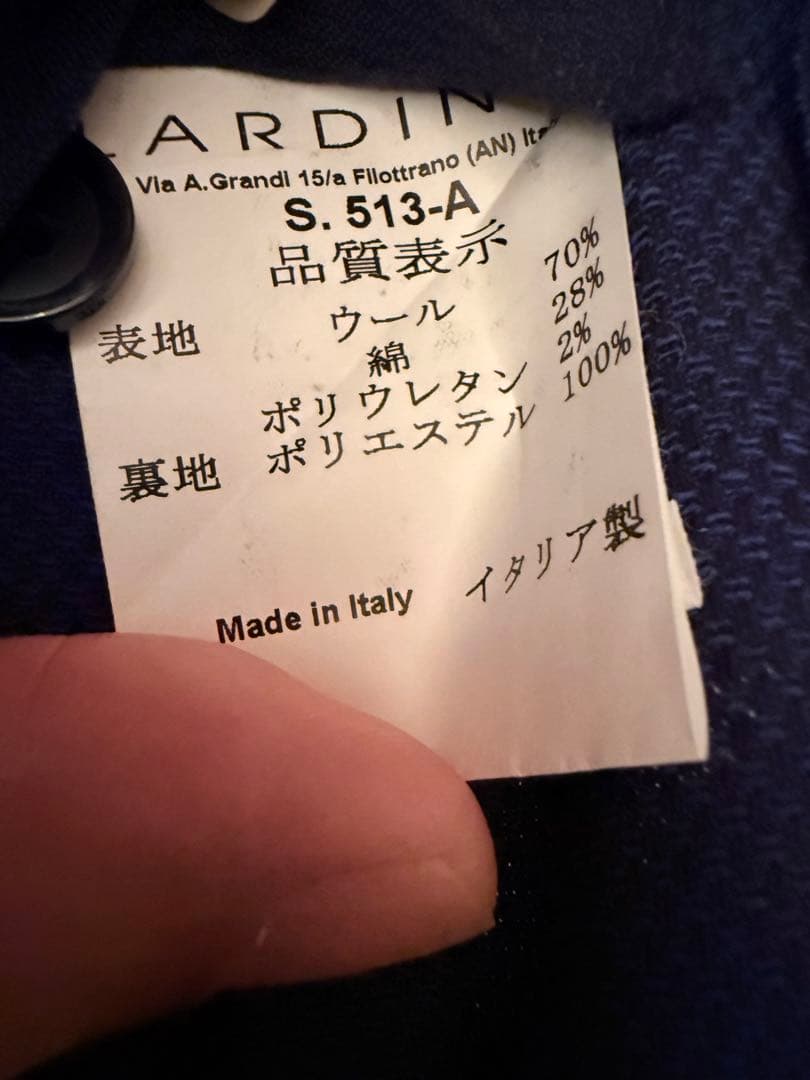 LARDIN
Via A.Grandi 15/a Filottrano (AN) Ita
S. 513-A
品質表示
表地 ウール 70%
綿 28%
ポリウレタン 2%
裏地 ポリエステル 100%
Made in Italy イタリア製